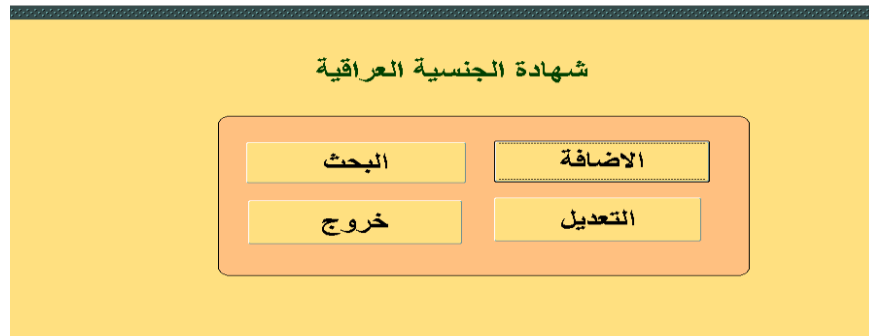 شهادة الجنسية العراقية
الاضافة
البحث
التعديل
خروج